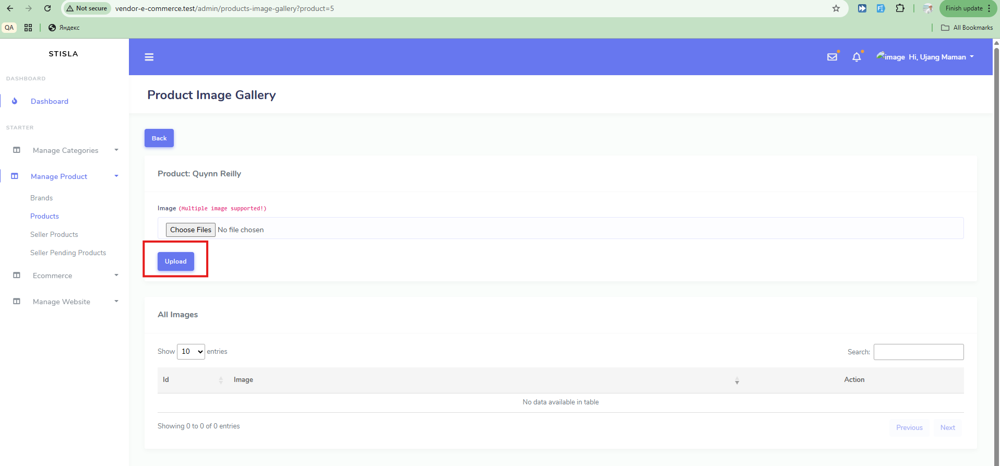 Not secure
vendor-e-commerce.test/admin/products-image-gallery?product=5
Finish update
QA
Яндекс
All Bookmarks
STISLA
image Hi, Ujang Maman
DASHBOARD
Dashboard
STARTER
Manage Categories
Manage Product
Brands
Products
Seller Products
Seller Pending Products
Ecommerce
Manage Website
Product Image Gallery
Back
Product: Quynn Reilly
Image (Multiple image supported!)
Choose Files No file chosen
Upload
All Images
Show 10 entries
Search:
Id Image Action
No data available in table
Showing 0 to 0 of 0 entries
Previous Next